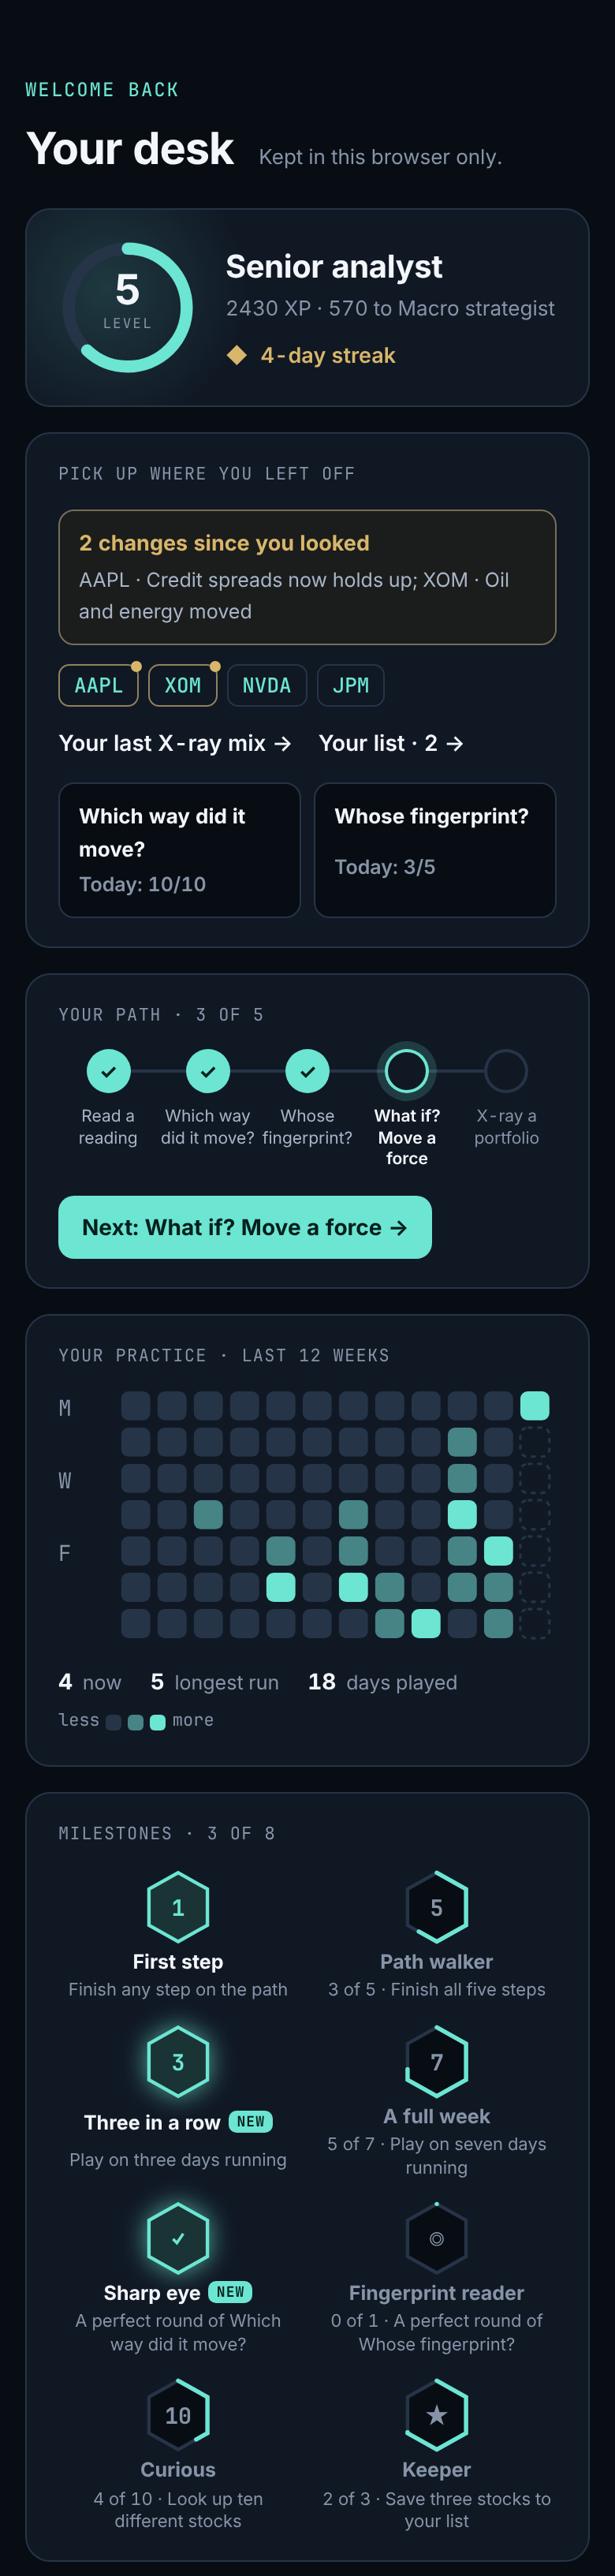 WELCOME BACK
Your desk Kept in this browser only.
5
LEVEL
Senior analyst
2430 XP · 570 to Macro strategist
◆ 4-day streak
PICK UP WHERE YOU LEFT OFF
2 changes since you looked
AAPL · Credit spreads now holds up; XOM · Oil
and energy moved
AAPL XOM NVDA JPM
Your last X-ray mix → Your list · 2 →
Which way did it
move?
Today: 10/10
Whose fingerprint?
Today: 3/5
YOUR PATH · 3 OF 5
✓ ✓ ✓
Read a
reading
Which way
did it move?
Whose
fingerprint?
What if?
Move a
force
X-ray a
portfolio
Next: What if? Move a force →
YOUR PRACTICE · LAST 12 WEEKS
M
W
F
4 now 5 longest run 18 days played
less more
MILESTONES · 3 OF 8
1
First step
Finish any step on the path
5
Path walker
3 of 5 · Finish all five steps
3
Three in a row NEW
Play on three days running
7
A full week
5 of 7 · Play on seven days
running
✓
Sharp eye NEW
A perfect round of Which
way did it move?
◎
Fingerprint reader
0 of 1 · A perfect round of
Whose fingerprint?
10
Curious
4 of 10 · Look up ten
different stocks
★
Keeper
2 of 3 · Save three stocks to
your list